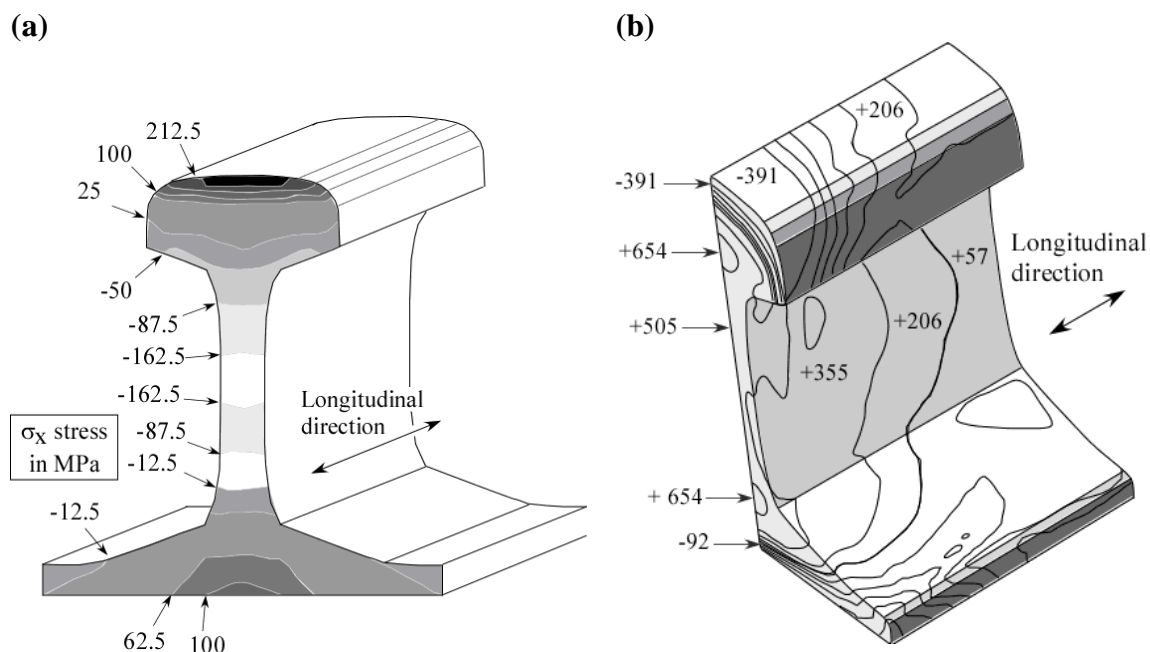 (a)
212.5
100
25
-50
-87.5
-162.5
-162.5
-87.5
-12.5
-12.5
62.5
100
σx stress
in MPa
Longitudinal
direction
(b)
+206
-391
-391
+654
+57
+505
+206
+355
+ 654
-92
Longitudinal
direction